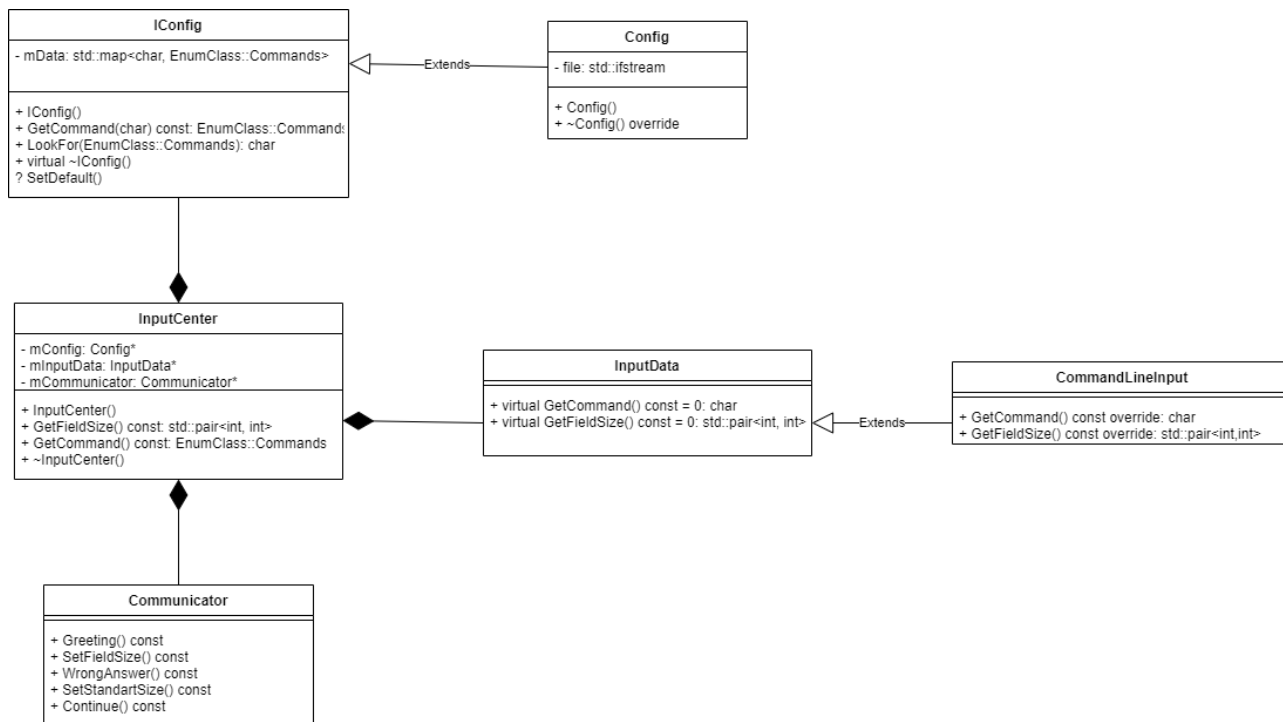 IConfig
- mData: std::map<char, EnumClass::Commands>
+ IConfig()
+ GetCommand(char) const: EnumClass::Commands
+ LookFor(EnumClass::Commands): char
+ virtual ~IConfig()
? SetDefault()
Extends
Config
- file: std::ifstream
+ Config()
+ ~Config() override
InputCenter
- mConfig: Config*
- mInputData: InputData*
- mCommunicator: Communicator*
+ InputCenter()
+ GetFieldSize() const: std::pair<int, int>
+ GetCommand() const: EnumClass::Commands
+ ~InputCenter()
InputData
+ virtual GetCommand() const = 0: char
+ virtual GetFieldSize() const = 0: std::pair<int, int>
Extends
CommandLineInput
+ GetCommand() const override: char
+ GetFieldSize() const override: std::pair<int,int>
Communicator
+ Greeting() const
+ SetFieldSize() const
+ WrongAnswer() const
+ SetStandartSize() const
+ Continue() const